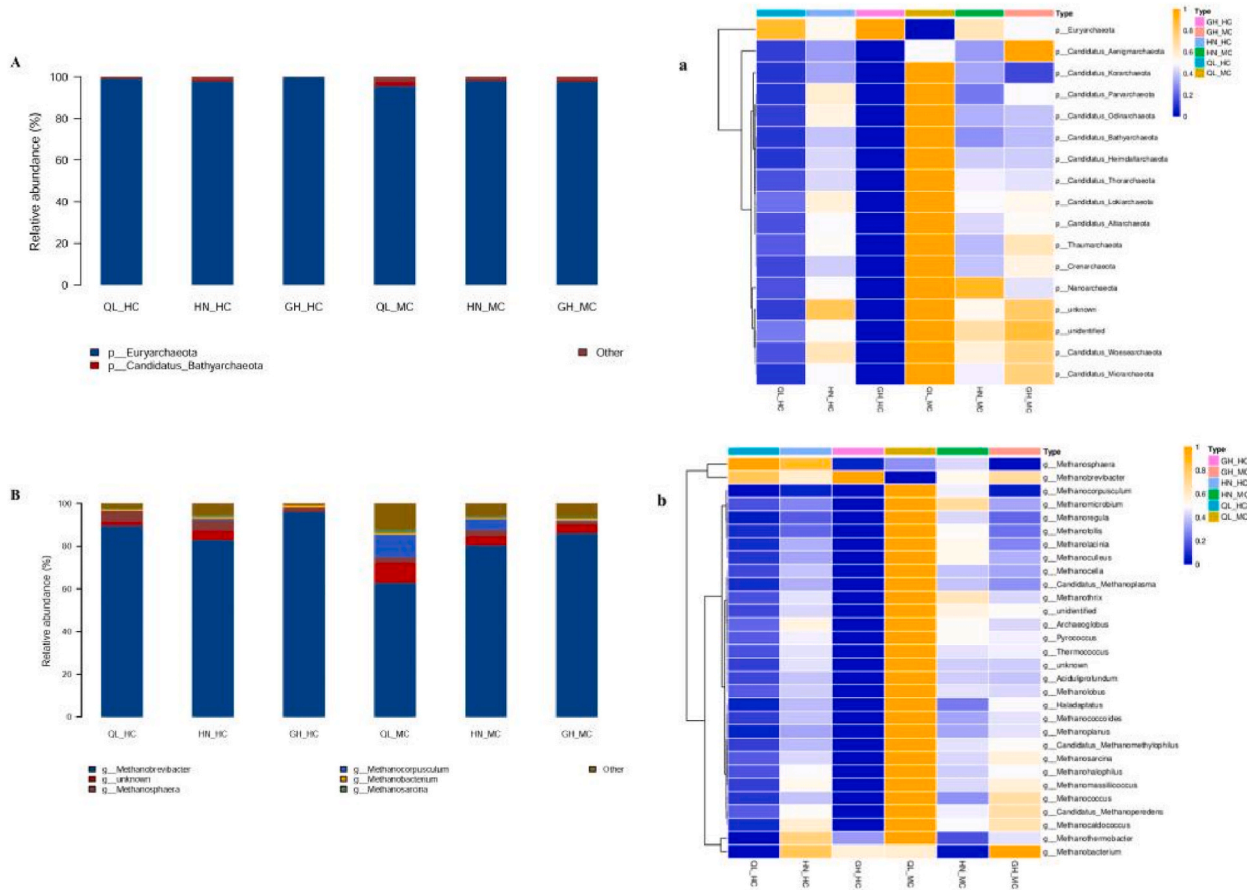 A
Relative abundance (%)
100
80
60
40
20
0
QL_HC HN_HC GH_HC QL_MC HN_MC GH_MC
p__Euryarchaeota
p__Candidatus_Bathyarchaeota
Other
a
Type
p__Euryarchaeota
p__Candidatus_Aenigmarchaeota
p__Candidatus_Korarchaeota
p__Candidatus_Parvarchaeota
p__Candidatus_Odinarchaeota
p__Candidatus_Bathyarchaeota
p__Candidatus_Heimdallarchaeota
p__Candidatus_Thorarchaeota
p__Candidatus_Lokiarchaeota
p__Candidatus_Altiarchaeota
p__Thaumarchaeota
p__Crenarchaeota
p__Nanoarchaeota
p__unknown
p__unidentified
p__Candidatus_Woesearchaeota
p__Candidatus_Micrarchaeota
QL_HC HN_HC GH_HC QL_MC HN_MC GH_MC
1
0.8
0.6
0.4
0.2
0
Type
GH_HC
GH_MC
HN_HC
HN_MC
QL_HC
QL_MC
B
Relative abundance (%)
100
80
60
40
20
0
QL_HC HN_HC GH_HC QL_MC HN_MC GH_MC
g__Methanobrevibacter
g__unknown
g__Methanosphaera
g__Methanocorpusculum
g__Methanobacterium
g__Methanosarcina
Other
b
Type
g__Methanosphaera
g__Methanobrevibacter
g__Methanocorpusculum
g__Methanomicrobium
g__Methanoregula
g__Methanofollis
g__Methanolacinia
g__Methanoculleus
g__Methanocella
g__Candidatus_Methanoplasma
g__Methanothrix
g__unidentified
g__Archaeoglobus
g__Pyrococcus
g__Thermococcus
g__unknown
g__Aciduliprofundum
g__Methanolobus
g__Haladaptatus
g__Methanococcoides
g__Methanoplanus
g__Candidatus_Methanomethylophilus
g__Methanosarcina
g__Methanohalophilus
g__Methanomassiliicoccus
g__Methanococcus
g__Candidatus_Methanoperedens
g__Methanocaldococcus
g__Methanothermobacter
g__Methanobacterium
QL_HC HN_HC GH_HC QL_MC HN_MC GH_MC
1
0.8
0.6
0.4
0.2
0
Type
GH_HC
GH_MC
HN_HC
HN_MC
QL_HC
QL_MC